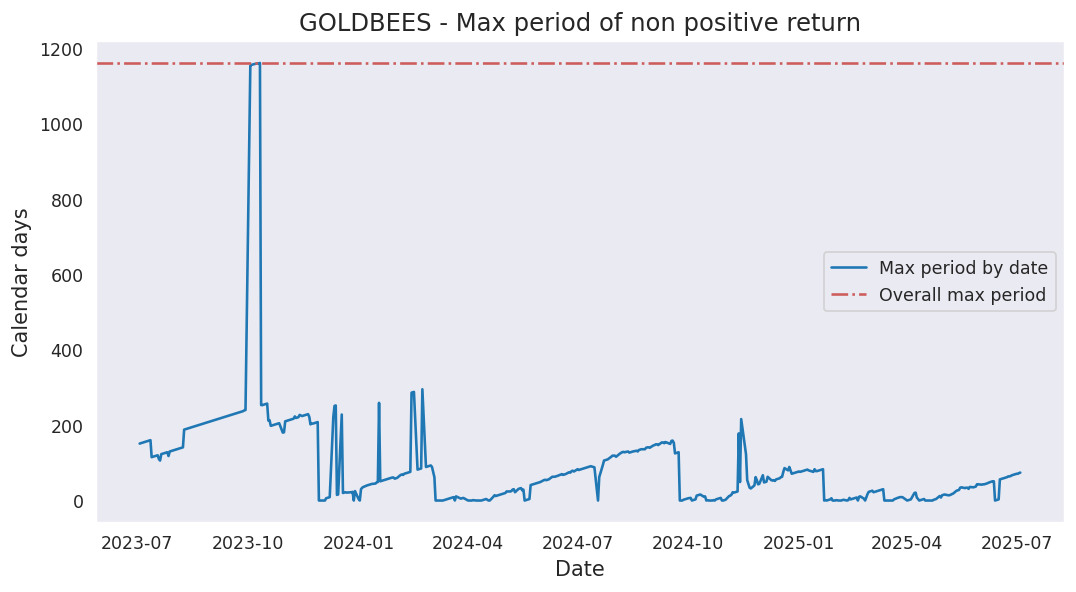 GOLDBEES - Max period of non positive return
Calendar days
1200
1000
800
600
400
200
0
Max period by date
Overall max period
2023-07 2023-10 2024-01 2024-04 2024-07 2024-10 2025-01 2025-04 2025-07
Date